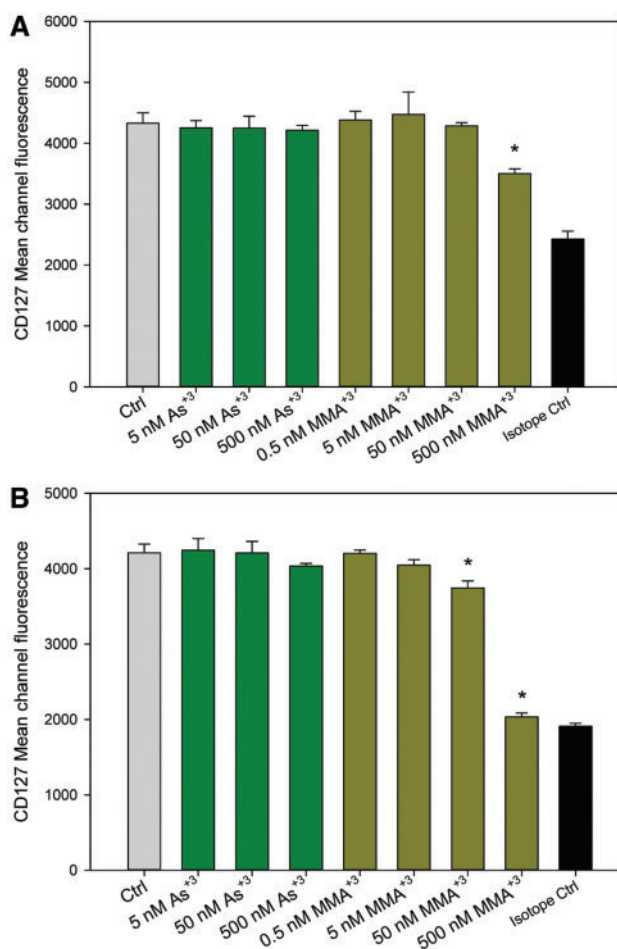 A
CD127 Mean channel fluorescence
6000
5000
4000
3000
2000
1000
0
*
Ctrl
5 nM As+3
50 nM As+3
500 nM As+3
0.5 nM MMA+3
5 nM MMA+3
50 nM MMA+3
500 nM MMA+3
Isotope Ctrl
B
CD127 Mean channel fluorescence
5000
4000
3000
2000
1000
0
*
*
Ctrl
5 nM As+3
50 nM As+3
500 nM As+3
0.5 nM MMA+3
5 nM MMA+3
50 nM MMA+3
500 nM MMA+3
Isotope Ctrl